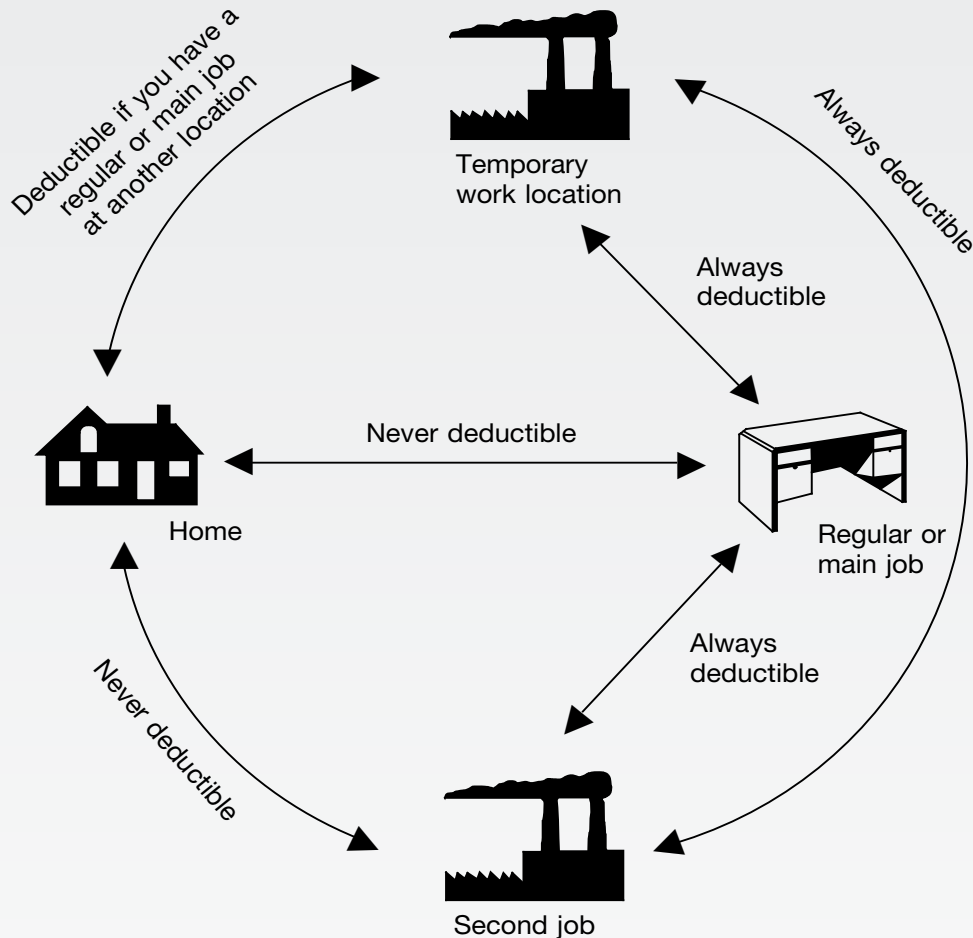 Deductible if you have a
regular or main job
at another location
Temporary
work location
Always deductible
Always
deductible
Never deductible
Home
Regular or
main job
Always
deductible
Never deductible
Second job